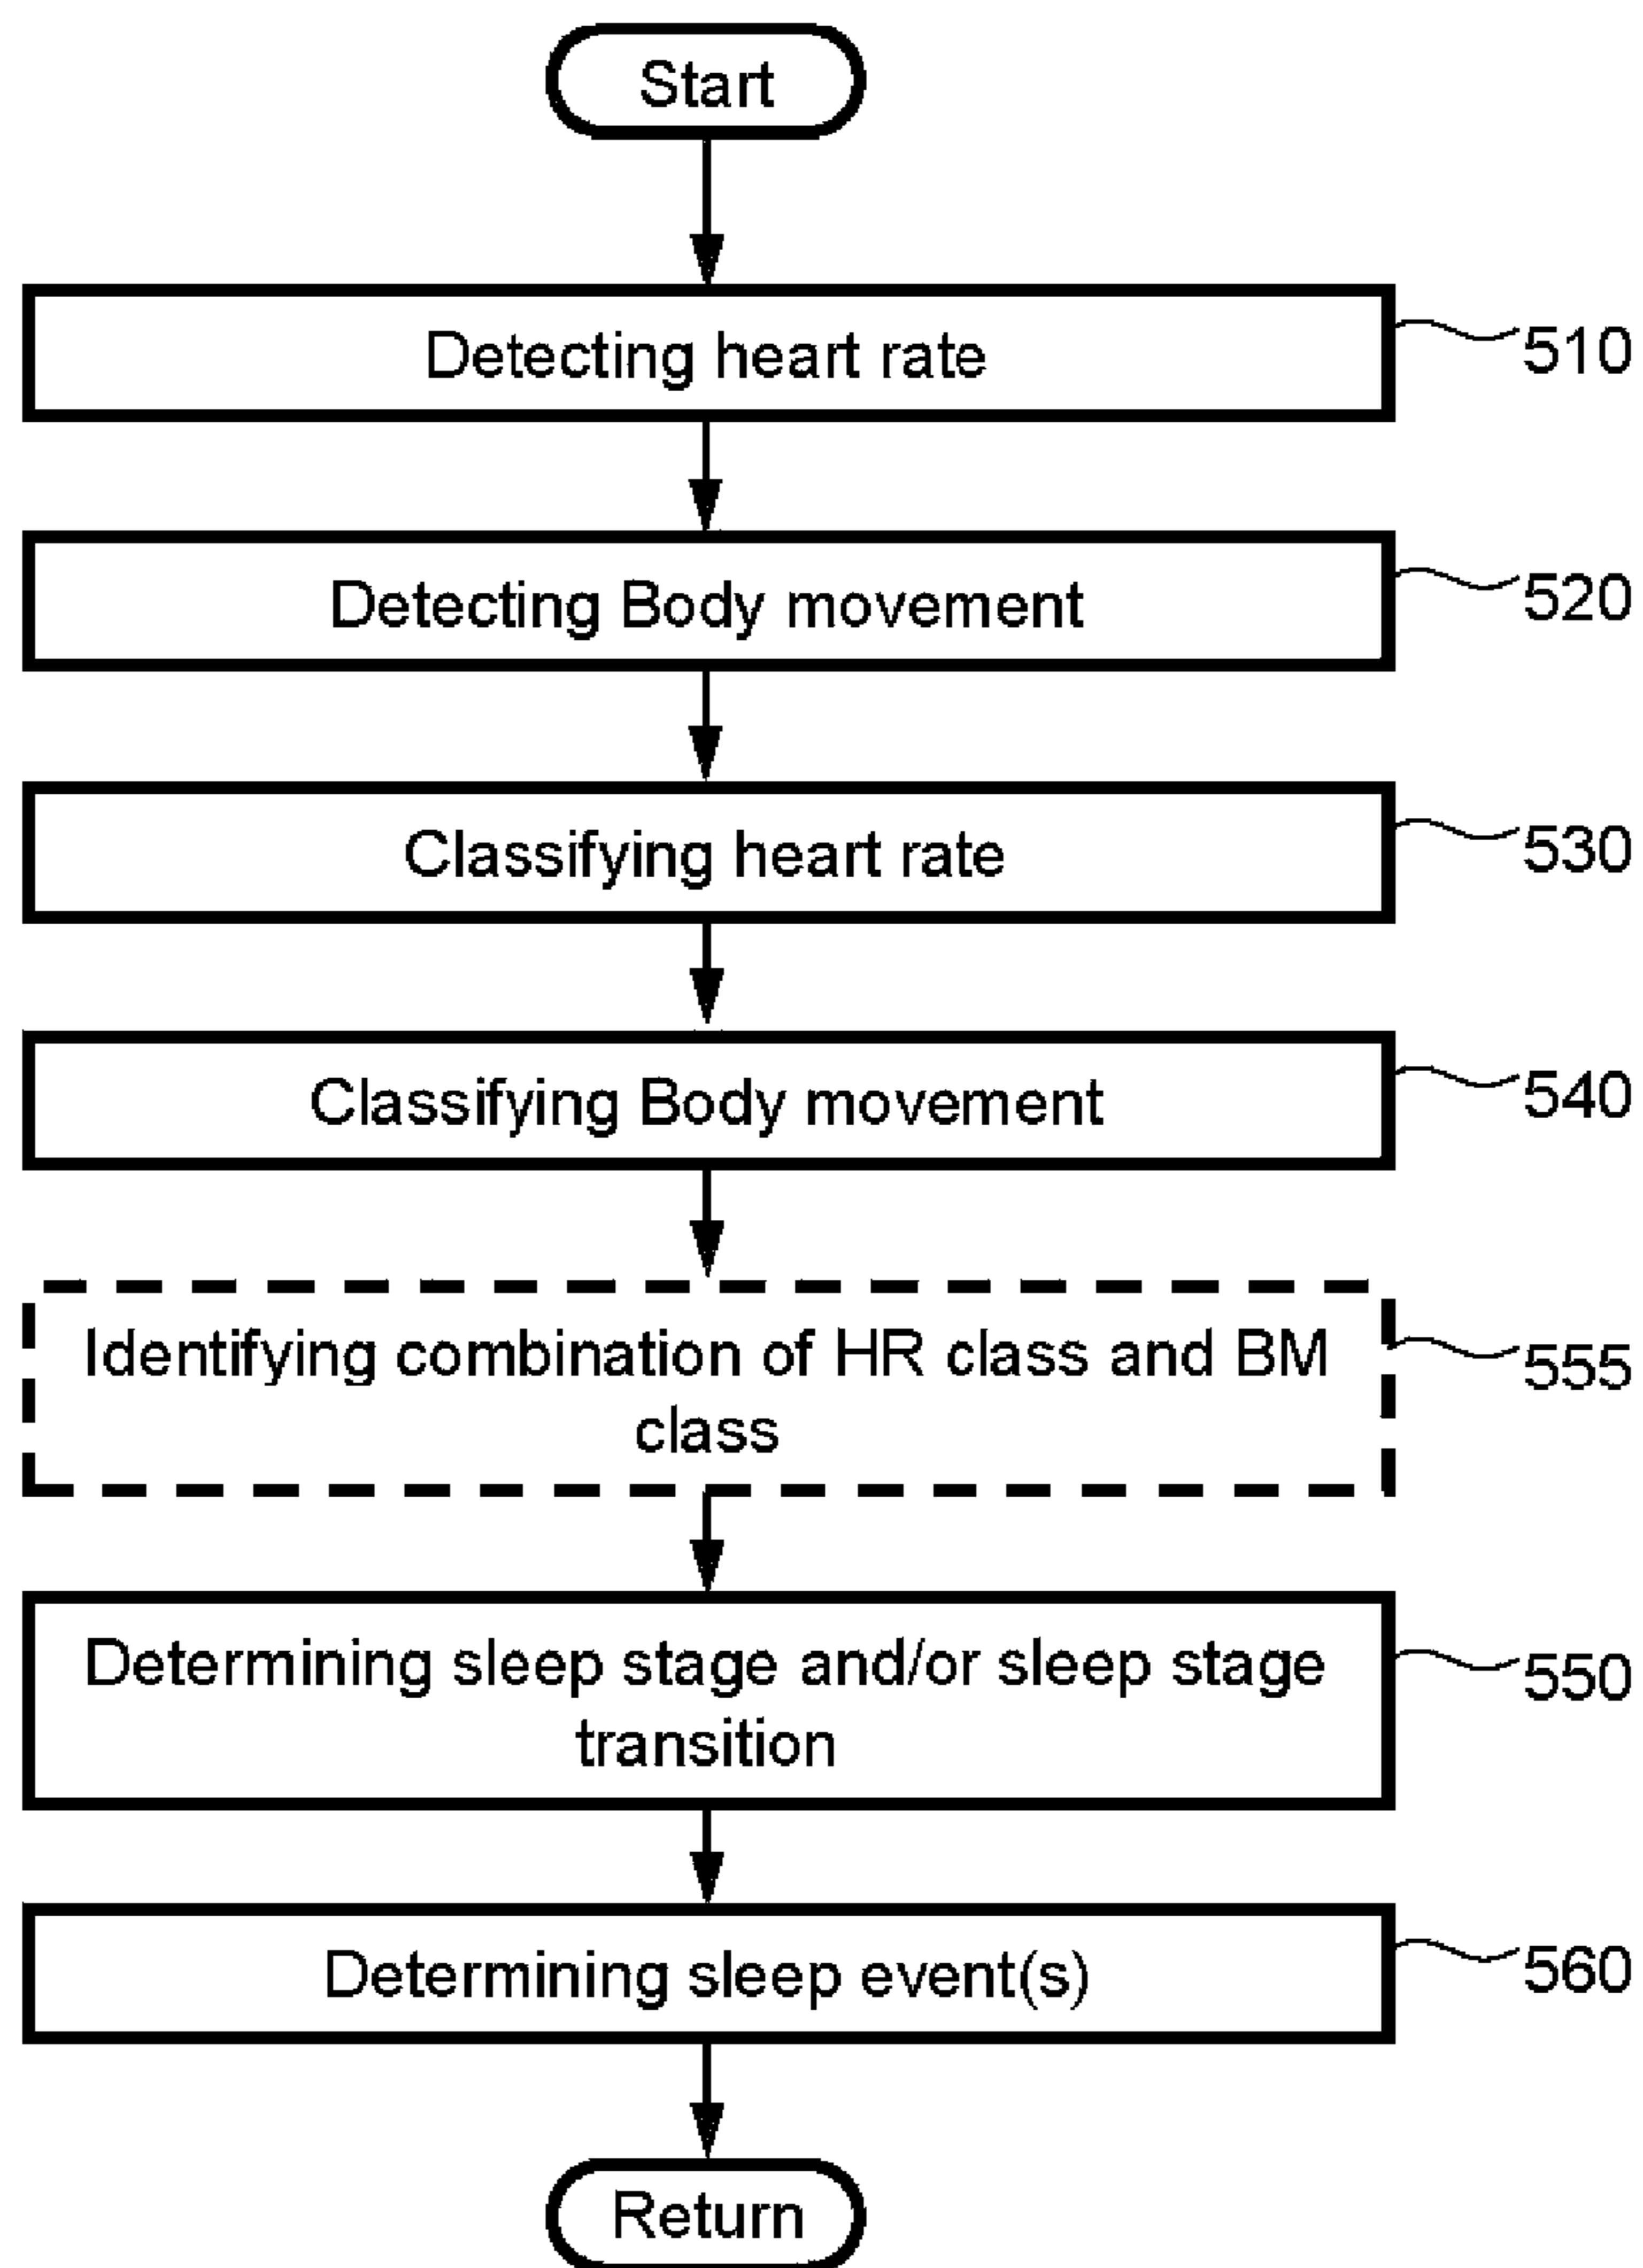 Start
Detecting heart rate
510
Detecting Body movement
520
Classifying heart rate
530
Classifying Body movement
540
Identifying combination of HR class and BM
class
555
Determining sleep stage and/or sleep stage
transition
550
Determining sleep event(s)
560
Return